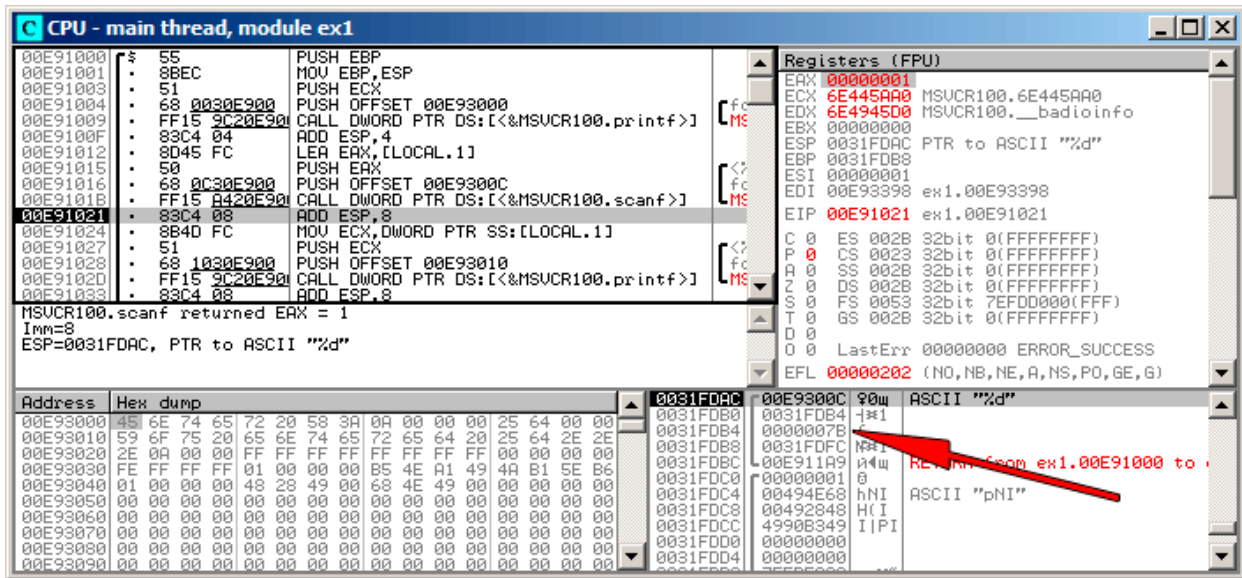 CPU - main thread, module ex1
00E91000 $ 55 PUSH EBP
00E91001 . 8BEC MOV EBP,ESP
00E91003 . 51 PUSH ECX
00E91004 . 68 0030E900 PUSH OFFSET 00E93000
00E91009 . FF15 9C20E90 CALL DWORD PTR DS:[<&MSVCR100.printf>]
00E9100F . 83C4 04 ADD ESP,4
00E91012 . 8D45 FC LEA EAX,[LOCAL.1]
00E91015 . 50 PUSH EAX
00E91016 . 68 0C30E900 PUSH OFFSET 00E9300C
00E9101B . FF15 A420E90 CALL DWORD PTR DS:[<&MSVCR100.scanf>]
00E91021 . 83C4 08 ADD ESP,8
00E91024 . 8B4D FC MOV ECX,DWORD PTR SS:[LOCAL.1]
00E91027 . 51 PUSH ECX
00E91028 . 68 1030E900 PUSH OFFSET 00E93010
00E9102D . FF15 9C20E90 CALL DWORD PTR DS:[<&MSVCR100.printf>]
00E91033 . 83C4 08 ADD ESP,8
MSVCR100.scanf returned EAX = 1
Imm=8
ESP=0031FDAC, PTR to ASCII "%d"
Registers (FPU)
EAX 00000001
ECX 6E445AA0 MSVCR100.6E445AA0
EDX 6E4945D0 MSVCR100.__badioinfo
EBX 00000000
ESP 0031FDAC PTR to ASCII "%d"
EBP 0031FDB8
ESI 00000001
EDI 00E93398 ex1.00E93398
EIP 00E91021 ex1.00E91021
C 0 ES 002B 32bit 0(FFFFFFFF)
P 0 CS 0023 32bit 0(FFFFFFFF)
A 0 SS 002B 32bit 0(FFFFFFFF)
Z 0 DS 002B 32bit 0(FFFFFFFF)
S 0 FS 0053 32bit 7EFDD000(FFF)
T 0 GS 002B 32bit 0(FFFFFFFF)
D 0
O 0 LastErr 00000000 ERROR_SUCCESS
EFL 00000202 (NO,NB,NE,A,NS,PO,GE,G)
Address Hex dump
00E93000 45 6E 74 65 72 20 58 3A 0A 00 00 00 25 64 00 00
00E93010 59 6F 75 20 65 6E 74 65 72 65 64 20 25 64 2E 2E
00E93020 2E 0A 00 00 FF FF FF FF FF FF FF FF 00 00 00 00
00E93030 FE FF FF FF 01 00 00 00 B5 4E A1 49 4A B1 5E B6
00E93040 01 00 00 00 48 28 49 00 68 4E 49 00 00 00 00 00
00E93050 00 00 00 00 00 00 00 00 00 00 00 00 00 00 00 00
00E93060 00 00 00 00 00 00 00 00 00 00 00 00 00 00 00 00
00E93070 00 00 00 00 00 00 00 00 00 00 00 00 00 00 00 00
00E93080 00 00 00 00 00 00 00 00 00 00 00 00 00 00 00 00
00E93090 00 00 00 00 00 00 00 00 00 00 00 00 00 00 00 00
0031FDAC 00E9300C ASCII "%d"
0031FDB0 0031FDB4
0031FDB4 0000007B
0031FDB8 0031FDFC
0031FDBC 00E911A9 RETURN from ex1.00E91000 to
0031FDC0 00000001
0031FDC4 00494E68 hNI ASCII "pNI"
0031FDC8 00492848 H(I
0031FDCC 4990B349 I|PI
0031FDD0 00000000
0031FDD4 00000000